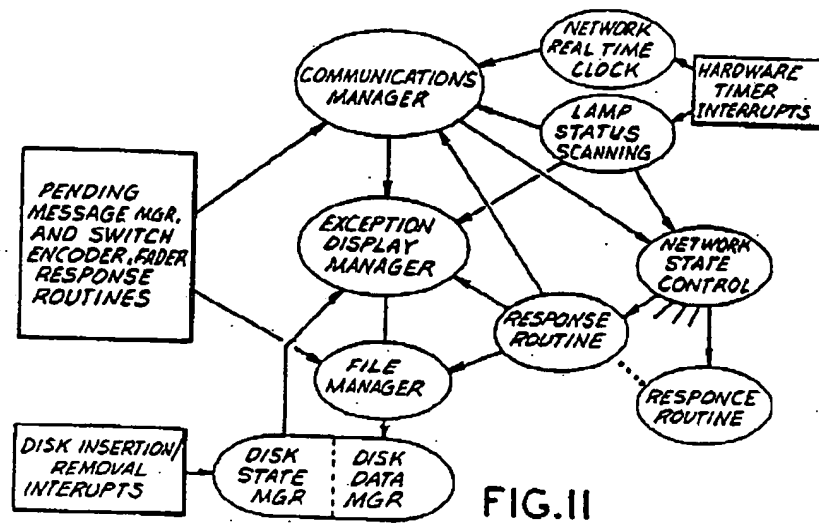 NETWORK
REAL TIME
CLOCK
COMMUNICATIONS
MANAGER
HARDWARE
TIMER
INTERRUPTS
LAMP
STATUS
SCANNING
PENDING
MESSAGE MGR.
AND SWITCH
ENCODER, FADER
RESPONSE
ROUTINES
EXCEPTION
DISPLAY
MANAGER
NETWORK
STATE
CONTROL
RESPONSE
ROUTINE
FILE
MANAGER
RESPONCE
ROUTINE
DISK INSERTION/
REMOVAL
INTERUPTS
DISK
STATE
MGR
DISK
DATA
MGR
FIG.11